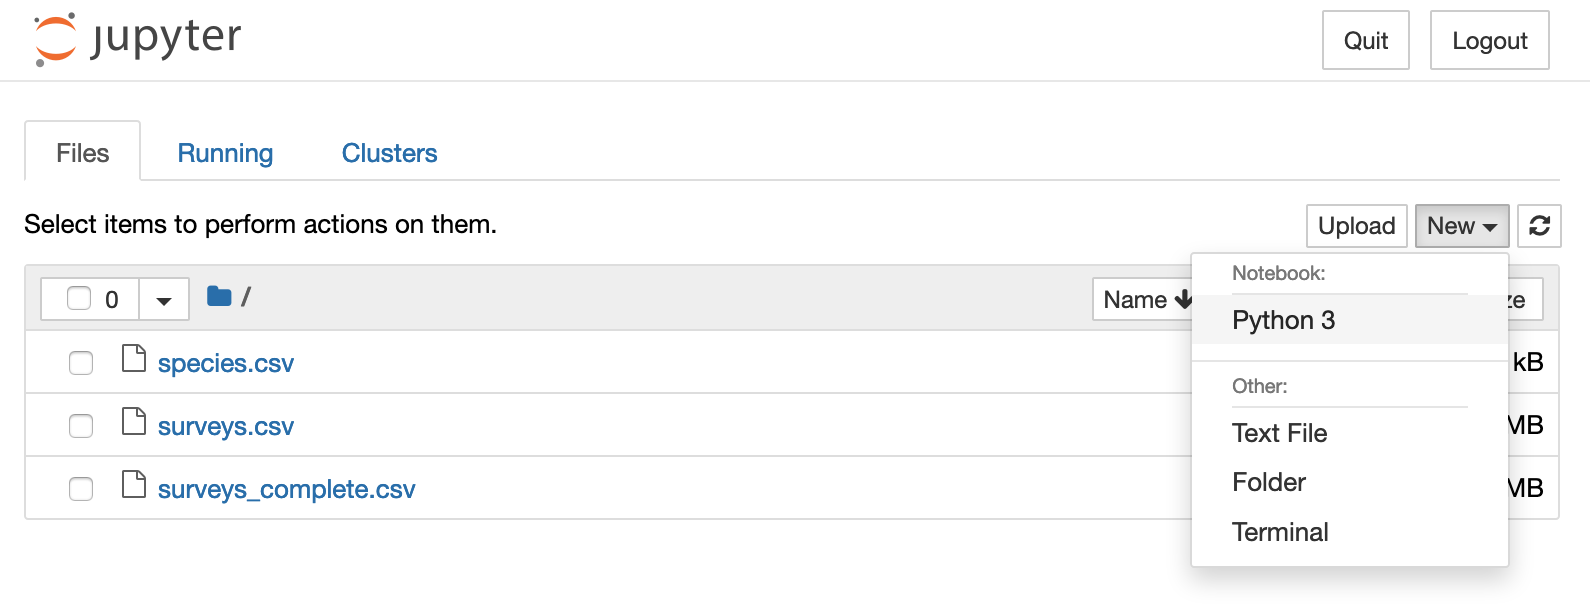 jupyter
Quit
Logout
Files
Running
Clusters
Select items to perform actions on them.
Upload
New
0
/
Name
Notebook:
Python 3
Other:
Text File
Folder
Terminal
species.csv
kB
surveys.csv
MB
surveys_complete.csv
MB